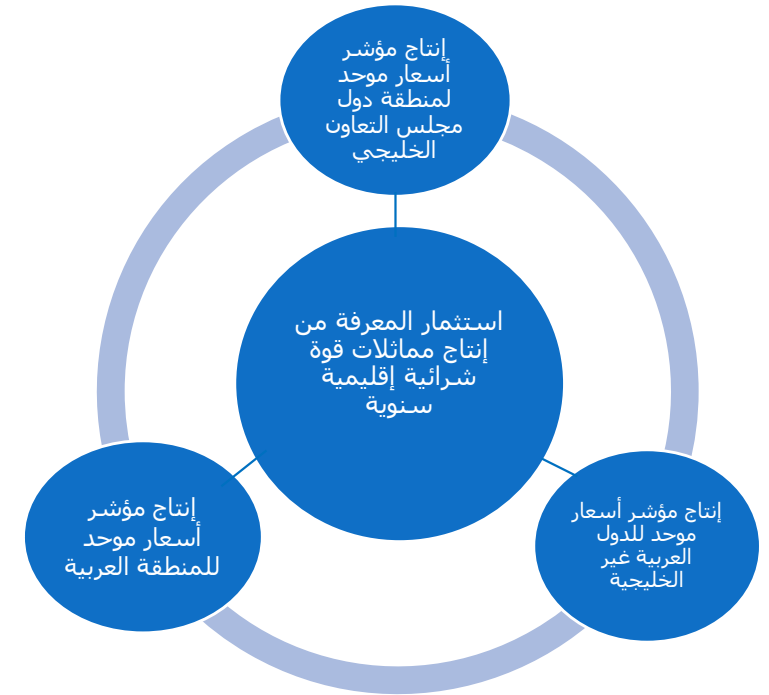 إنتاج مؤشر
أسعار موحد
لمنطقة دول
مجلس التعاون
الخليجي
استثمار المعرفة من
إنتاج مماثلات قوة
شرائية إقليمية
سنوية
إنتاج مؤشر أسعار
موحد للدول
العربية غير
الخليجية
إنتاج مؤشر
أسعار موحد
للمنطقة العربية